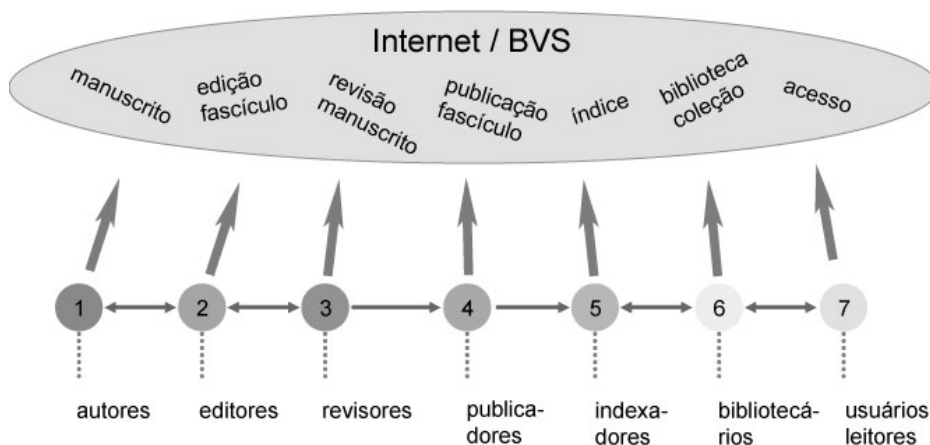 Internet / BVS
manuscrito
edição
fascículo
revisão
manuscrito
publicação
fascículo
índice
biblioteca
coleção
acesso
1
2
3
4
5
6
7
autores
editores
revisores
publica-
dores
indexa-
dores
bibliotecá-
rios
usuários
leitores